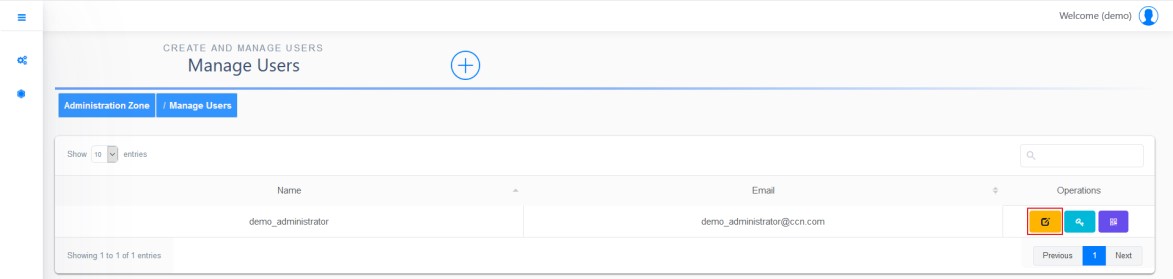 Welcome (demo)
CREATE AND MANAGE USERS
Manage Users
Administration Zone / Manage Users
Show 10 entries
Name Email Operations
demo_administrator demo_administrator@ccn.com
Showing 1 to 1 of 1 entries Previous 1 Next